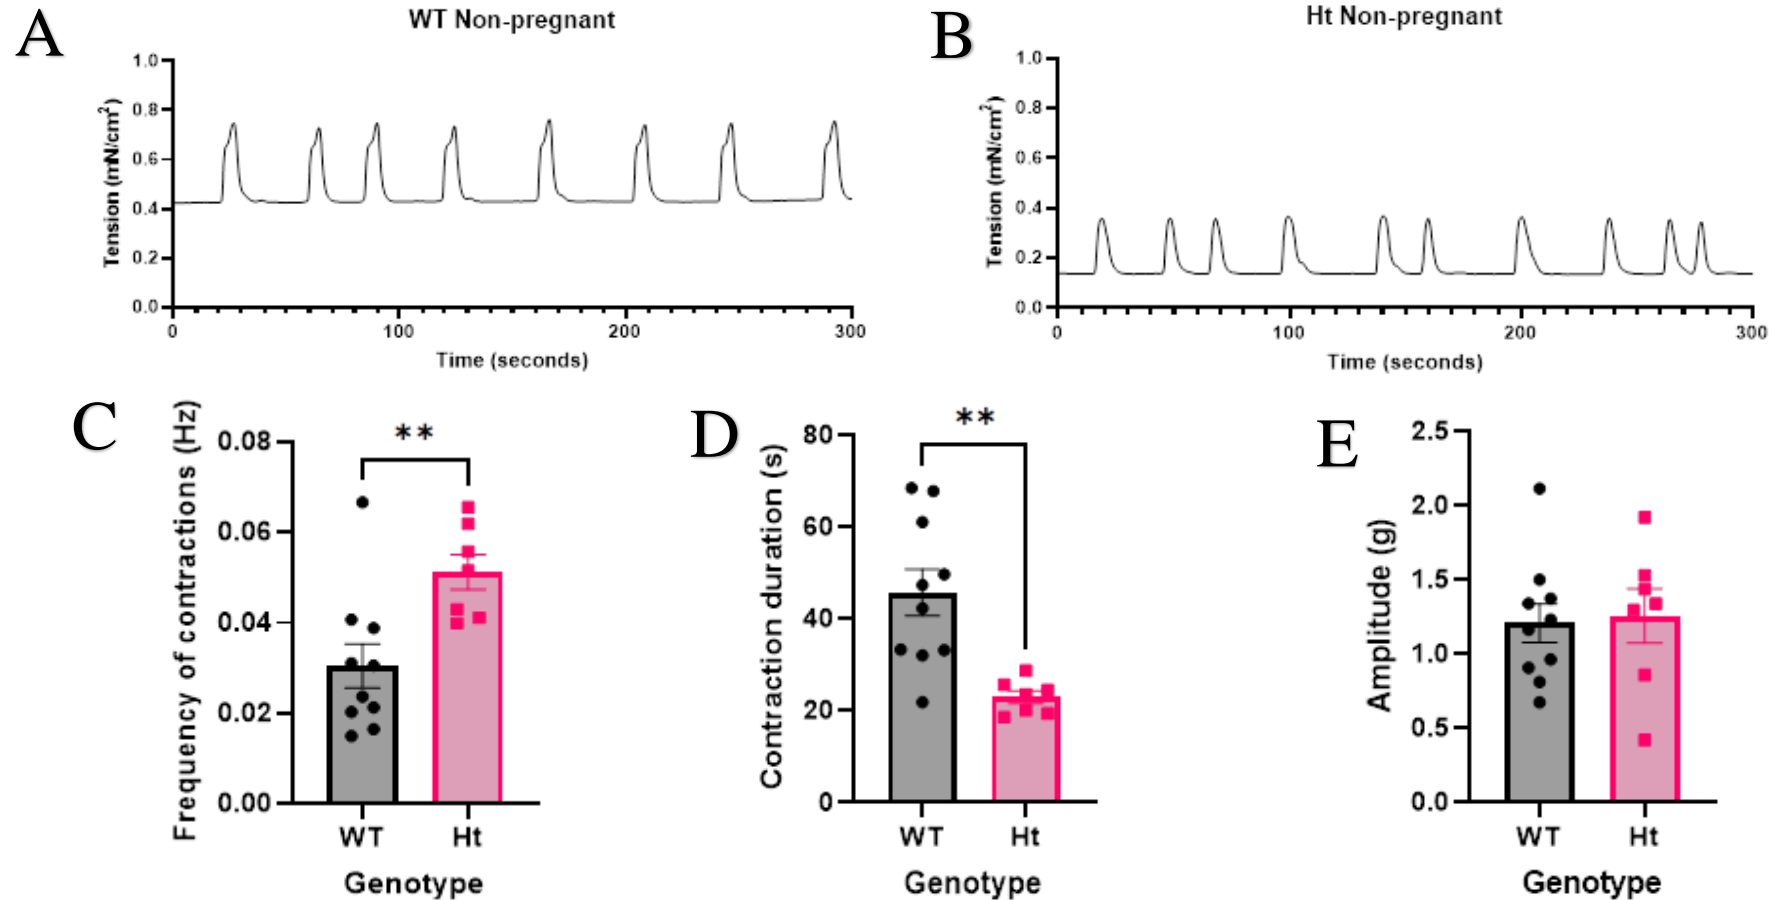 A
WT Non-pregnant
Tension (mN/cm²)
1.0
0.8
0.6
0.4
0.2
0.0
0 100 200 300
Time (seconds)
B
Ht Non-pregnant
Tension (mN/cm²)
1.0
0.8
0.6
0.4
0.2
0.0
0 100 200 300
Time (seconds)
C
Frequency of contractions (Hz)
0.08
0.06
0.04
0.02
0.00
**
WT Ht
Genotype
D
Contraction duration (s)
80
60
40
20
0
**
WT Ht
Genotype
E
Amplitude (g)
2.5
2.0
1.5
1.0
0.5
0.0
WT Ht
Genotype